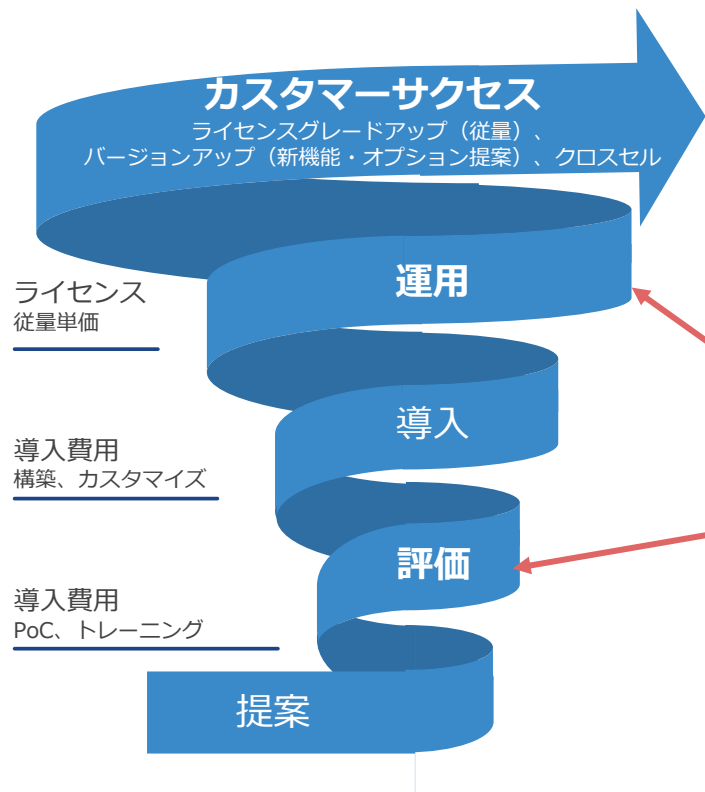 カスタマーサクセス
ライセンスグレードアップ（従量）、
バージョンアップ（新機能・オプション提案）、クロスセル
運用
ライセンス
従量単価
導入
導入費用
構築、カスタマイズ
評価
導入費用
PoC、トレーニング
提案